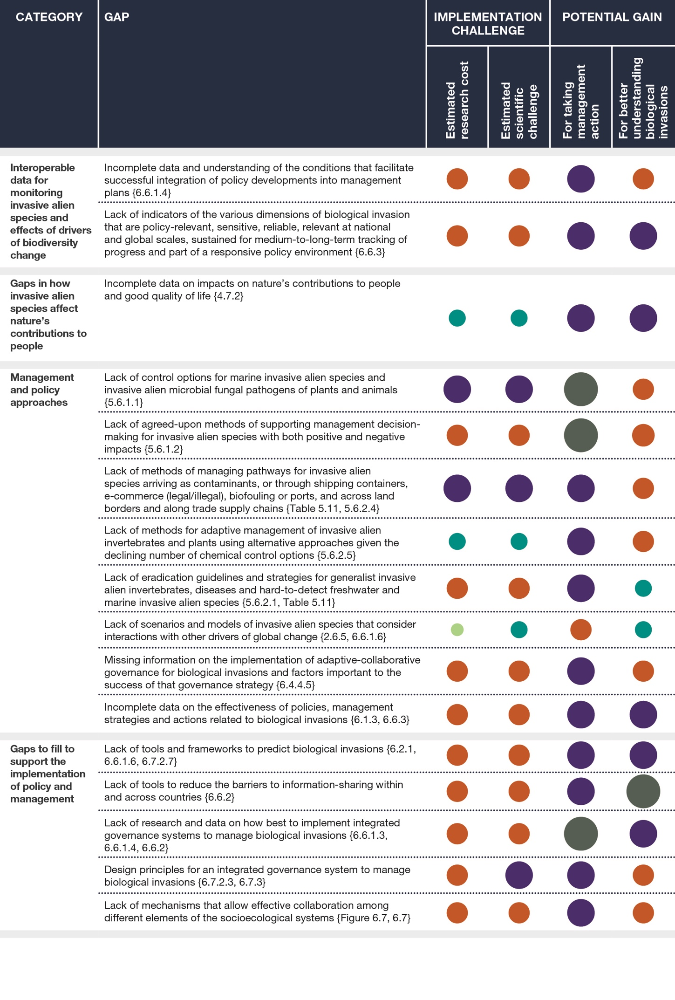 CATEGORY
GAP
IMPLEMENTATION
CHALLENGE
POTENTIAL GAIN
Estimated
research cost
Estimated
scientific
challenge
For taking
management
action
For better
understanding
biological
invasions
Interoperable
data for
monitoring
invasive alien
species and
effects of drivers
of biodiversity
change
Incomplete data and understanding of the conditions that facilitate
successful integration of policy developments into management
plans {6.6.1.4}
Lack of indicators of the various dimensions of biological invasion
that are policy-relevant, sensitive, reliable, relevant at national
and global scales, sustained for medium-to-long-term tracking of
progress and part of a responsive policy environment {6.6.3}
Gaps in how
invasive alien
species affect
nature’s
contributions to
people
Incomplete data on impacts on nature’s contributions to people
and good quality of life {4.7.2}
Management
and policy
approaches
Lack of control options for marine invasive alien species and
invasive alien microbial fungal pathogens of plants and animals
{5.6.1.1}
Lack of agreed-upon methods of supporting management decision-
making for invasive alien species with both positive and negative
impacts {5.6.1.2}
Lack of methods of managing pathways for invasive alien
species arriving as contaminants, or through shipping containers,
e-commerce (legal/illegal), biofouling or ports, and across land
borders and along trade supply chains {Table 5.11, 5.6.2.4}
Lack of methods for adaptive management of invasive alien
invertebrates and plants using alternative approaches given the
declining number of chemical control options {5.6.2.5}
Lack of eradication guidelines and strategies for generalist invasive
alien invertebrates, diseases and hard-to-detect freshwater and
marine invasive alien species {5.6.2.1, Table 5.11}
Lack of scenarios and models of invasive alien species that consider
interactions with other drivers of global change {2.6.5, 6.6.1.6}
Missing information on the implementation of adaptive-collaborative
governance for biological invasions and factors important to the
success of that governance strategy {6.4.4.5}
Incomplete data on the effectiveness of policies, management
strategies and actions related to biological invasions {6.1.3, 6.6.3}
Gaps to fill to
support the
implementation
of policy and
management
Lack of tools and frameworks to predict biological invasions {6.2.1,
6.6.1.6, 6.7.2.7}
Lack of tools to reduce the barriers to information-sharing within
and across countries {6.6.2}
Lack of research and data on how best to implement integrated
governance systems to manage biological invasions {6.6.1.3,
6.6.1.4, 6.6.2}
Design principles for an integrated governance system to manage
biological invasions {6.7.2.3, 6.7.3}
Lack of mechanisms that allow effective collaboration among
different elements of the socioecological systems {Figure 6.7, 6.7}